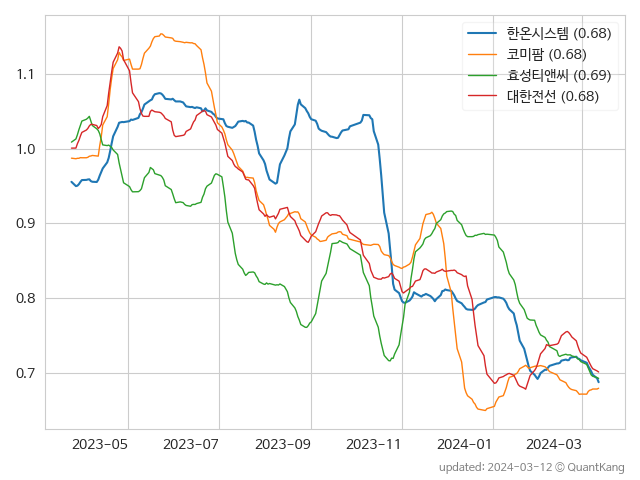 한온시스템 (0.68)
코미팜 (0.68)
효성티앤씨 (0.69)
대한전선 (0.68)
1.1
1.0
0.9
0.8
0.7
2023-05 2023-07 2023-09 2023-11 2024-01 2024-03
updated: 2024-03-12 © QuantKang